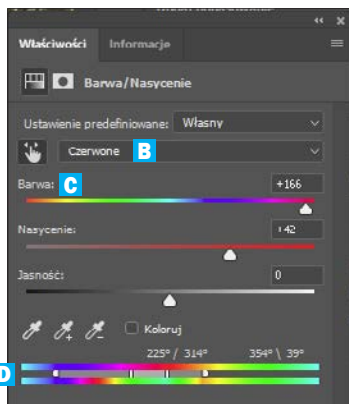 Właściwości Informacje
Barwa/Nasycenie
Ustawienie predefiniowane: Własny
Czerwone B
Barwa: C +166
Nasycenie: +42
Jasność: 0
Koloruj
225° / 314° 354° \ 39°
D